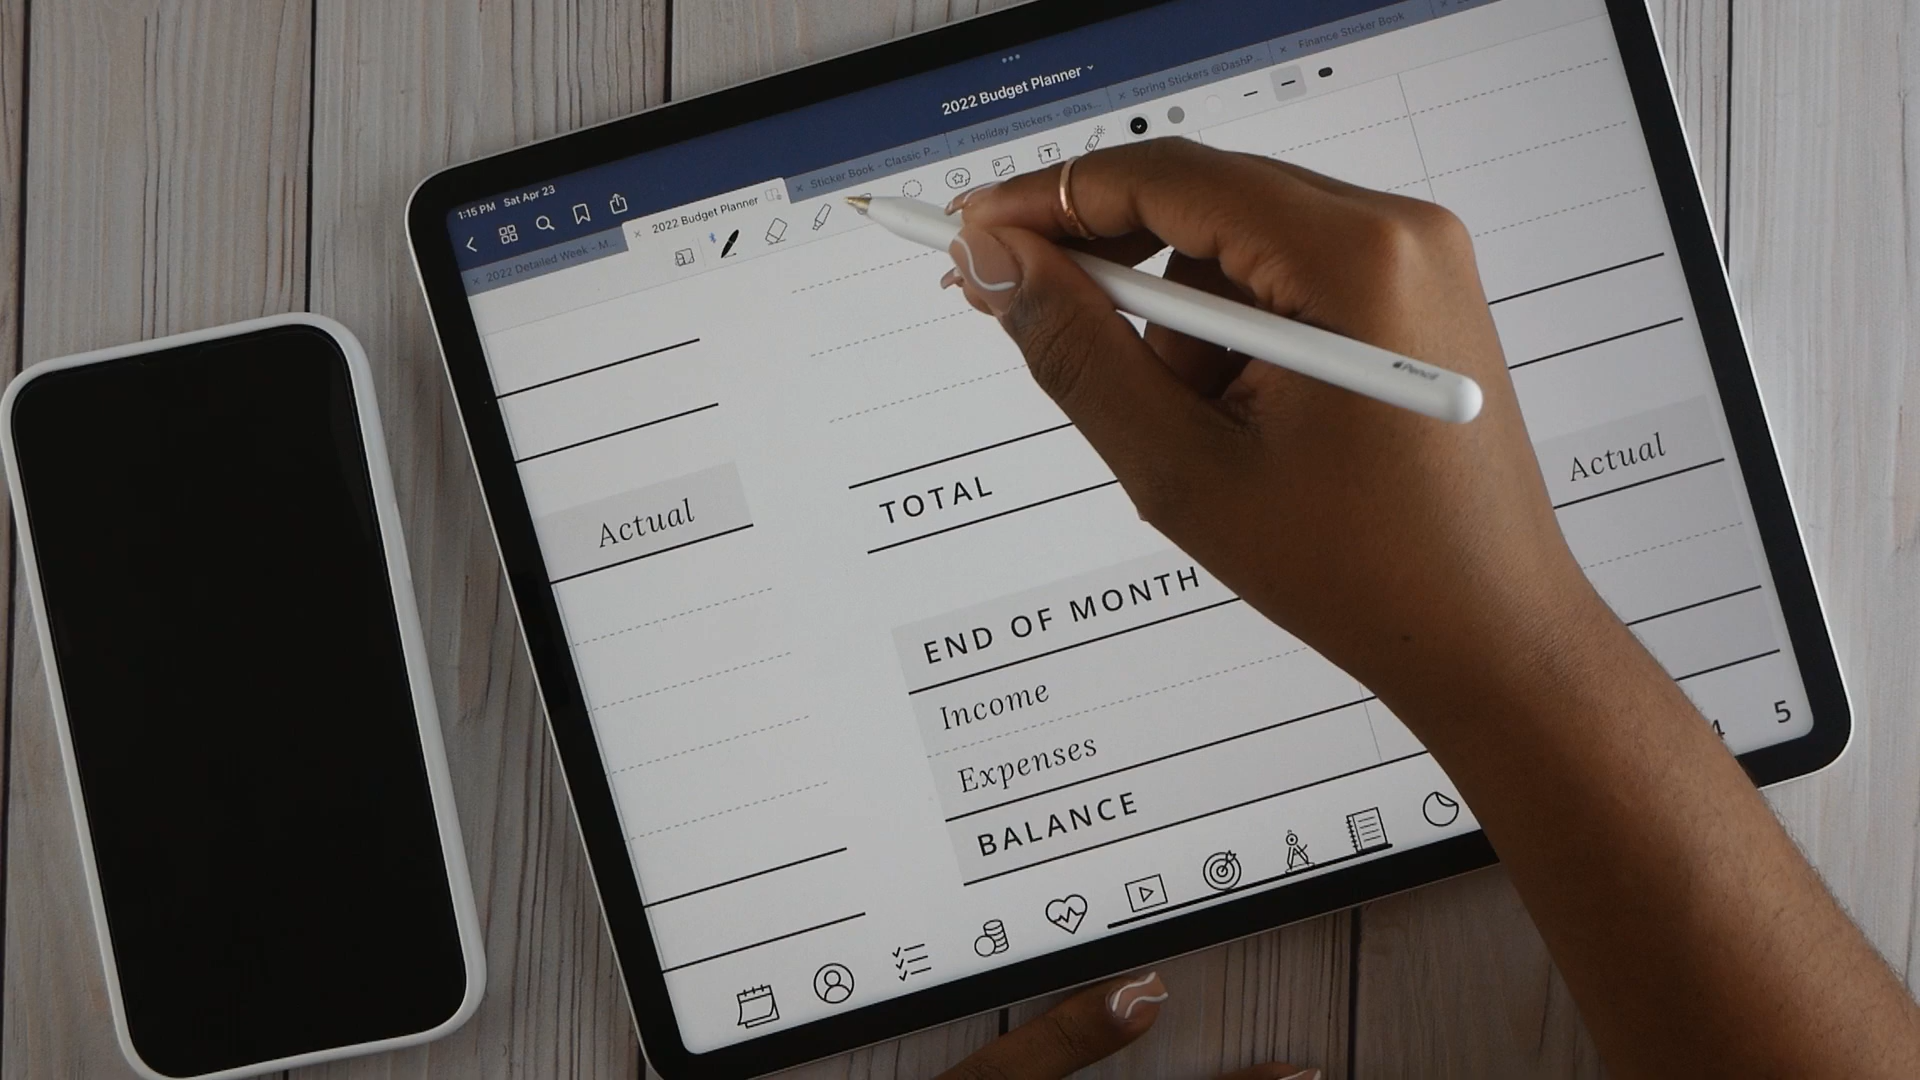 1:15 PM Sat Apr 23
2022 Budget Planner
2022 Detailed Week - M...
2022 Budget Planner
Sticker Book - Classic P...
Holiday Stickers - @Das...
Spring Stickers @DashP...
Finance Sticker Book
Actual
TOTAL
Actual
END OF MONTH
Income
Expenses
BALANCE
4 5
Pencil